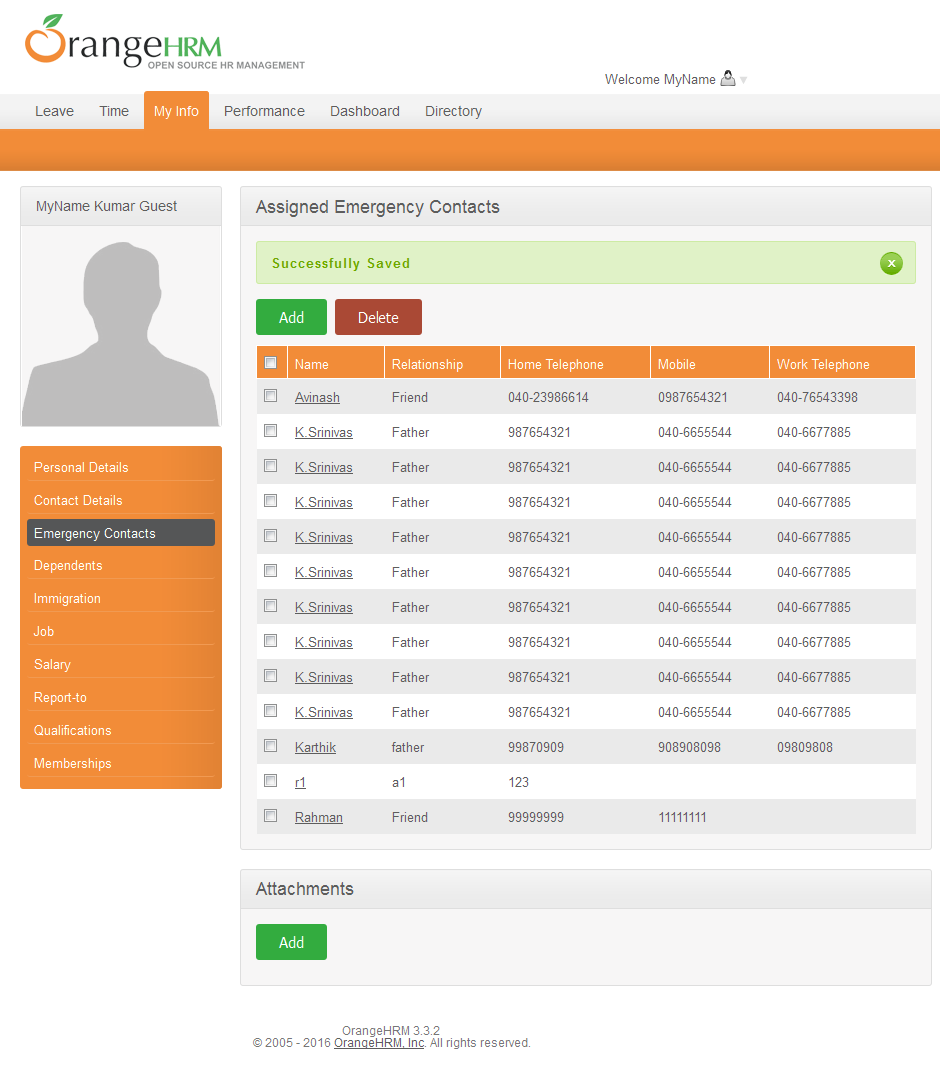 OrangeHRM
OPEN SOURCE HR MANAGEMENT
Welcome MyName
Leave Time My Info Performance Dashboard Directory
MyName Kumar Guest
Personal Details
Contact Details
Emergency Contacts
Dependents
Immigration
Job
Salary
Report-to
Qualifications
Memberships
Assigned Emergency Contacts
Successfully Saved
Add Delete
Name Relationship Home Telephone Mobile Work Telephone
Avinash Friend 040-23986614 0987654321 040-76543398
K.Srinivas Father 987654321 040-6655544 040-6677885
K.Srinivas Father 987654321 040-6655544 040-6677885
K.Srinivas Father 987654321 040-6655544 040-6677885
K.Srinivas Father 987654321 040-6655544 040-6677885
K.Srinivas Father 987654321 040-6655544 040-6677885
K.Srinivas Father 987654321 040-6655544 040-6677885
K.Srinivas Father 987654321 040-6655544 040-6677885
K.Srinivas Father 987654321 040-6655544 040-6677885
K.Srinivas Father 987654321 040-6655544 040-6677885
Karthik father 99870909 908908098 09809808
r1 a1 123
Rahman Friend 99999999 11111111
Attachments
Add
OrangeHRM 3.3.2
© 2005 - 2016 OrangeHRM, Inc. All rights reserved.